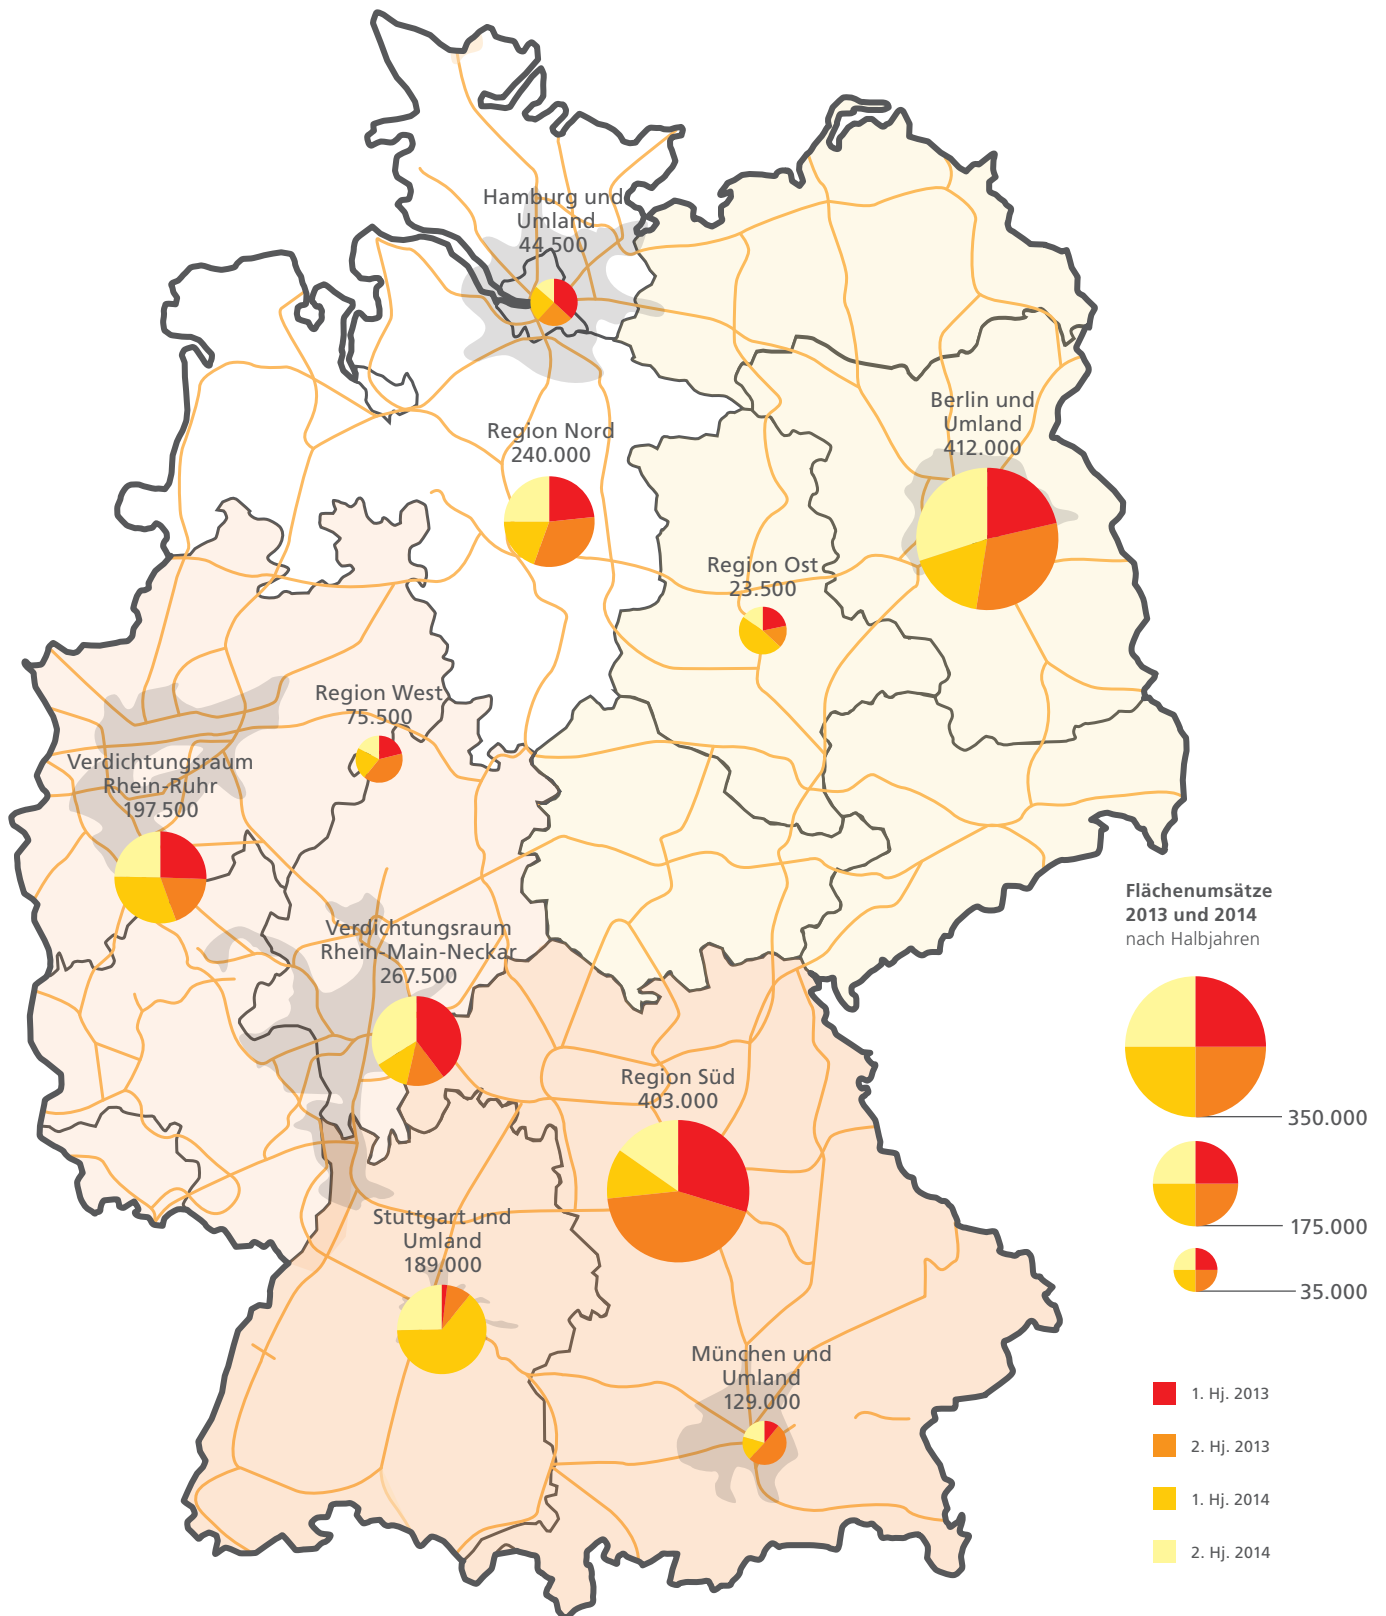 Hamburg und
Umland
44.500
Region Nord
240.000
Berlin und
Umland
412.000
Region Ost
23.500
Region West
75.500
Verdichtungsraum
Rhein-Ruhr
197.500
Verdichtungsraum
Rhein-Main-Neckar
267.500
Region Süd
403.000
Stuttgart und
Umland
189.000
München und
Umland
129.000
Flächenumsätze
2013 und 2014
nach Halbjahren
350.000
175.000
35.000
1. Hj. 2013
2. Hj. 2013
1. Hj. 2014
2. Hj. 2014